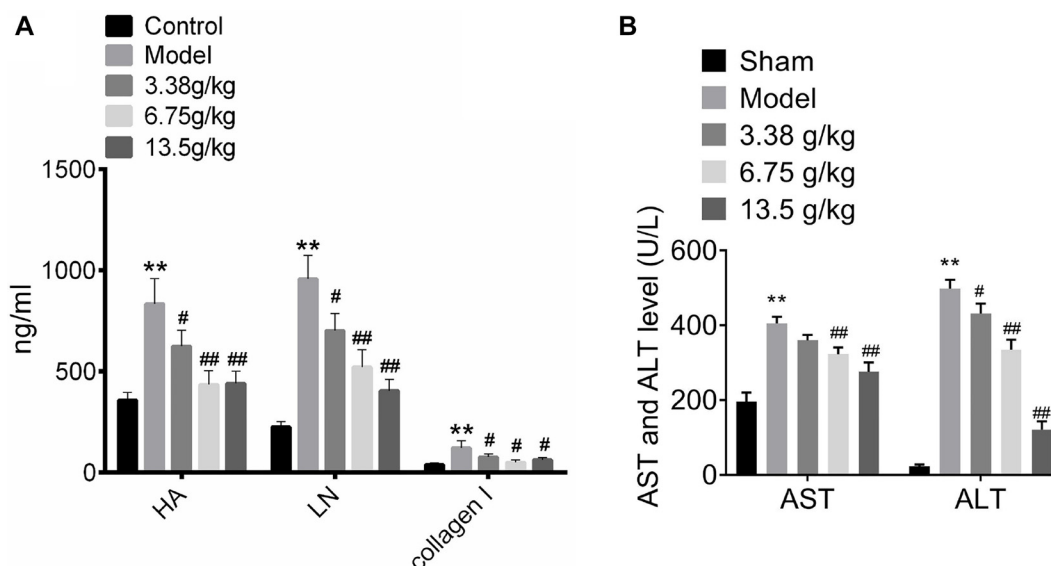 A
Control
Model
3.38g/kg
6.75g/kg
13.5g/kg
ng/ml
1500
1000
500
0
**
#
##
##
**
#
##
##
**
#
#
#
HA
LN
collagen I
B
Sham
Model
3.38 g/kg
6.75 g/kg
13.5 g/kg
AST and ALT level (U/L)
600
400
200
0
**
##
##
**
#
##
##
AST
ALT